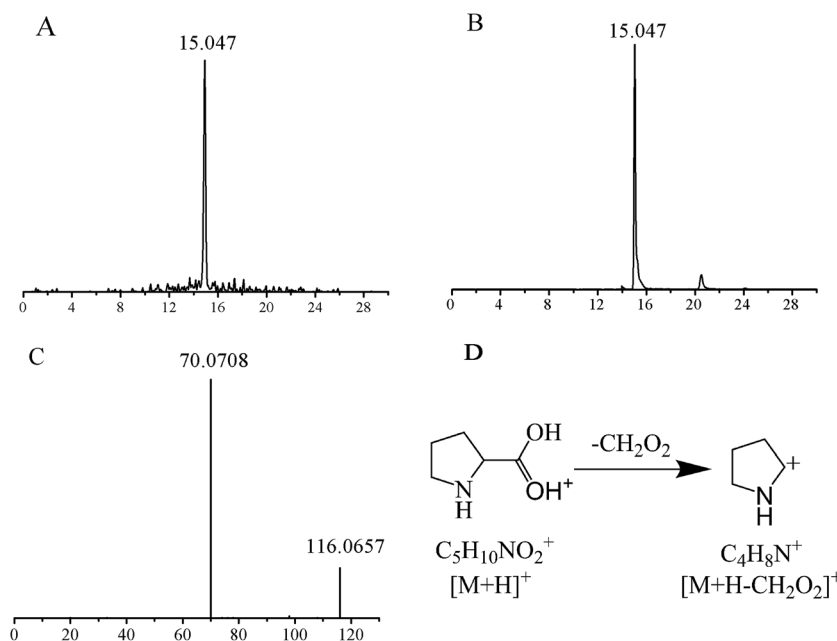 A
15.047
0 4 8 12 16 20 24 28
B
15.047
0 4 8 12 16 20 24 28
C
70.0708
116.0657
0 20 40 60 80 100 120
D
OH
-CH₂O₂
N
H
OH⁺
+
N
H
C₅H₁₀NO₂⁺
[M+H]⁺
C₄H₈N⁺
[M+H-CH₂O₂]⁺